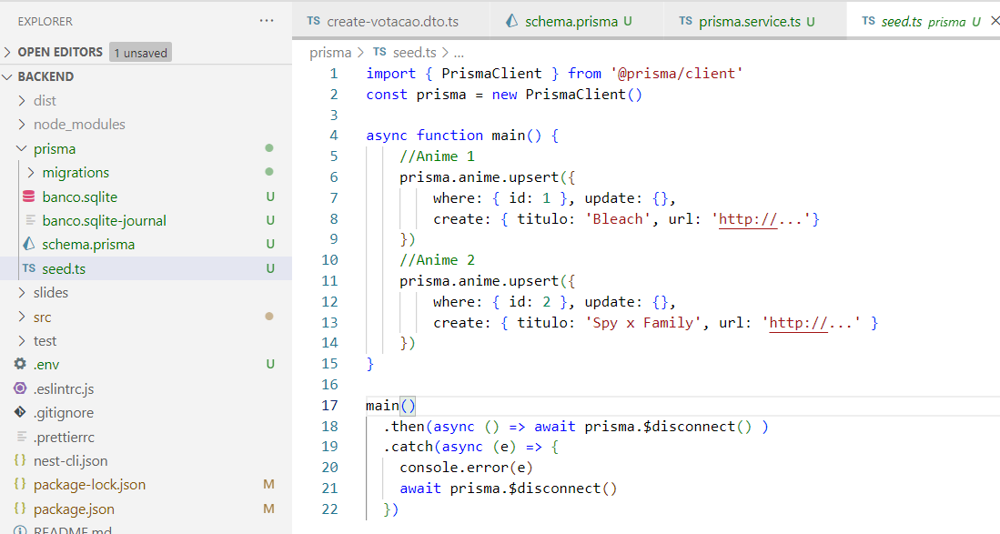 EXPLORER
···
OPEN EDITORS 1 unsaved
BACKEND
dist
node_modules
prisma
migrations
banco.sqlite U
banco.sqlite-journal U
schema.prisma U
TS seed.ts U
slides
src
test
.env U
.eslintrc.js
.gitignore
.prettierrc
{} nest-cli.json
{} package-lock.json M
{} package.json M
README.md
TS create-votacao.dto.ts
schema.prisma U
TS prisma.service.ts U
TS seed.ts prisma U
prisma > TS seed.ts > ...
1 import { PrismaClient } from '@prisma/client'
2 const prisma = new PrismaClient()
3
4 async function main() {
5 //Anime 1
6 prisma.anime.upsert({
7 where: { id: 1 }, update: {},
8 create: { titulo: 'Bleach', url: 'http://...'}
9 })
10 //Anime 2
11 prisma.anime.upsert({
12 where: { id: 2 }, update: {},
13 create: { titulo: 'Spy x Family', url: 'http://...' }
14 })
15 }
16
17 main()
18 .then(async () => await prisma.$disconnect() )
19 .catch(async (e) => {
20 console.error(e)
21 await prisma.$disconnect()
22 })